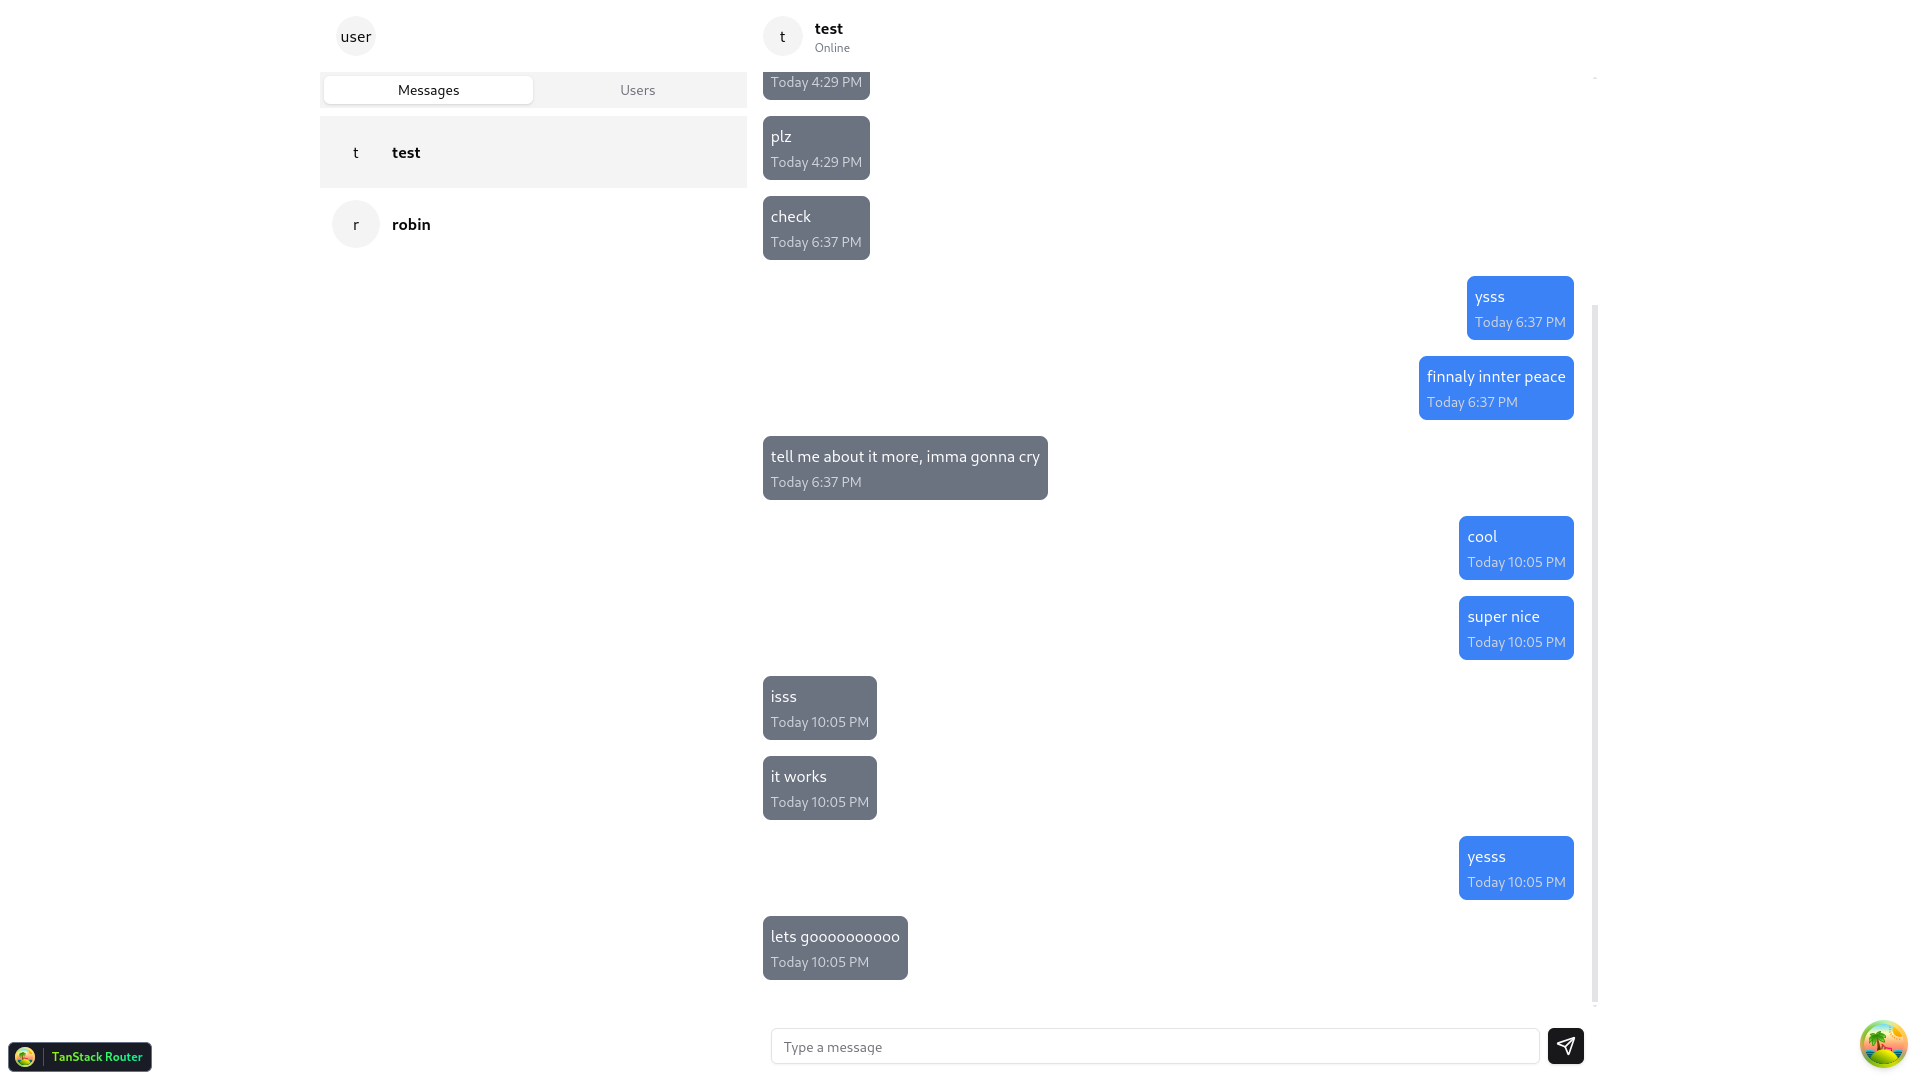 user
Messages
Users
t
test
r
robin
t
test
Online
Today 4:29 PM
plz
Today 4:29 PM
check
Today 6:37 PM
ysss
Today 6:37 PM
finnaly innter peace
Today 6:37 PM
tell me about it more, imma gonna cry
Today 6:37 PM
cool
Today 10:05 PM
super nice
Today 10:05 PM
isss
Today 10:05 PM
it works
Today 10:05 PM
yesss
Today 10:05 PM
lets goooooooooo
Today 10:05 PM
Type a message
TanStack Router